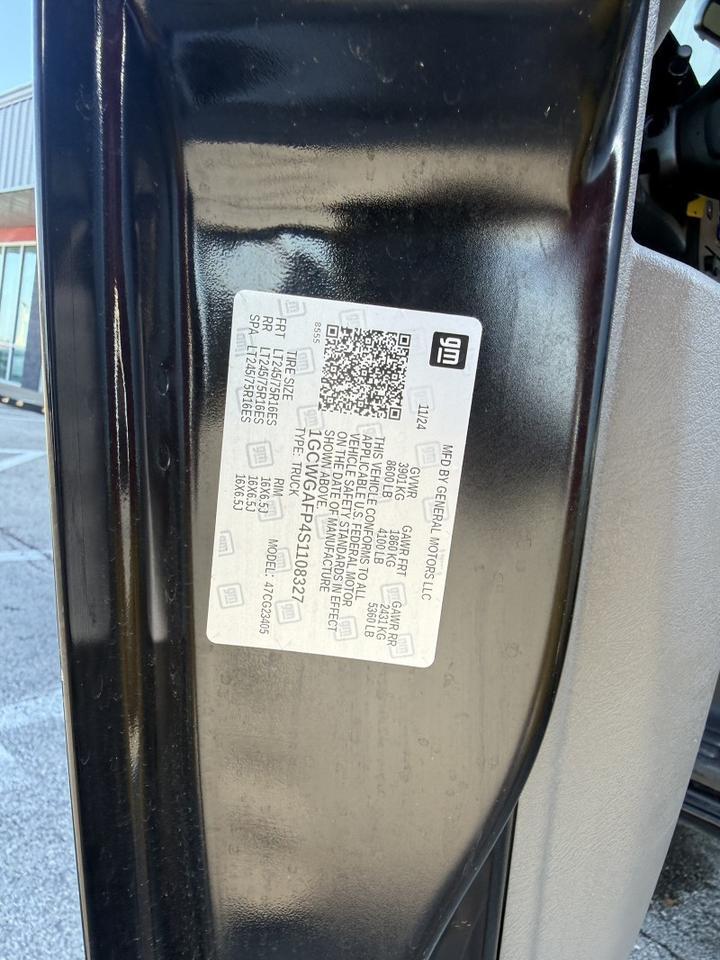 gm
MFD BY GENERAL MOTORS LLC
11/24
GVWR GAWR FRT GAWR RR
3901 KG 1860 KG 2431 KG
8600 LB 4100 LB 5360 LB
THIS VEHICLE CONFORMS TO ALL
APPLICABLE U.S. FEDERAL MOTOR
VEHICLE SAFETY STANDARDS IN EFFECT
ON THE DATE OF MANUFACTURE
SHOWN ABOVE.
1GCWGAFP4S1108327
TYPE: TRUCK
8555
MODEL: 47CG23405
TIRE SIZE RIM
FRT LT245/75R16ES 16X6.5J
RR LT245/75R16ES 16X6.5J
SPA LT245/75R16ES 16X6.5J